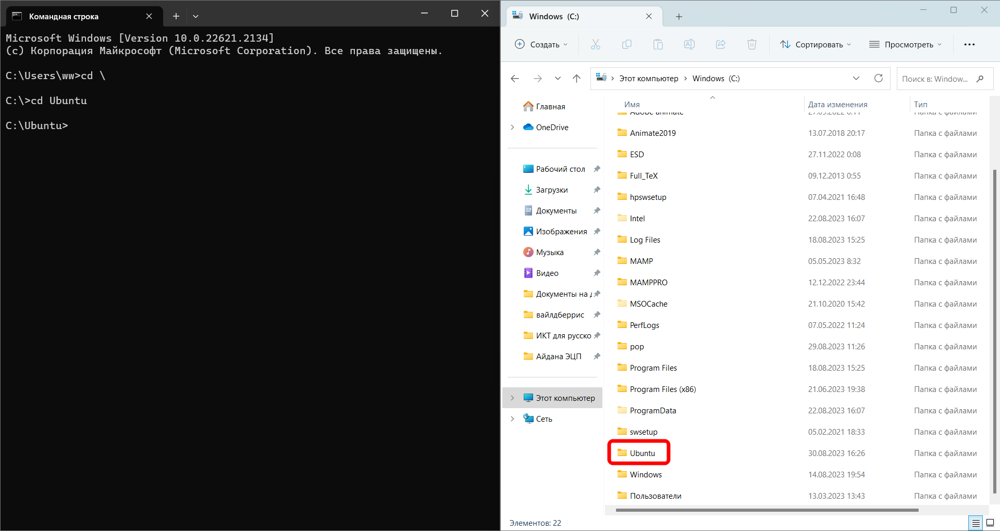 Командная строка
Microsoft Windows [Version 10.0.22621.2134]
(c) Корпорация Майкрософт (Microsoft Corporation). Все права защищены.
C:\Users\ww>cd \
C:\>cd Ubuntu
C:\Ubuntu>
Windows (C:)
Создать
Сортировать
Просмотреть
Этот компьютер > Windows (C:)
Поиск в: Window...
Главная
OneDrive
Рабочий стол
Загрузки
Документы
Изображения
Музыка
Видео
Документы на д
вайлдберрис
ИКТ для русско
Айдана ЭЦП
Этот компьютер
Сеть
Имя Дата изменения Тип
Adobe animate 27.09.2022 6:11 Папка с файлами
Animate2019 13.07.2018 20:17 Папка с файлами
ESD 27.11.2022 0:08 Папка с файлами
Full_TeX 09.12.2013 0:55 Папка с файлами
hpswsetup 07.04.2021 16:48 Папка с файлами
Intel 22.08.2023 16:07 Папка с файлами
Log Files 18.08.2023 15:25 Папка с файлами
MAMP 05.05.2023 8:32 Папка с файлами
MAMPPRO 12.12.2022 23:44 Папка с файлами
MSOCache 21.10.2020 15:42 Папка с файлами
PerfLogs 07.05.2022 11:24 Папка с файлами
pop 29.08.2023 11:26 Папка с файлами
Program Files 18.08.2023 15:25 Папка с файлами
Program Files (x86) 21.06.2023 19:38 Папка с файлами
ProgramData 22.08.2023 16:07 Папка с файлами
swsetup 05.02.2021 18:33 Папка с файлами
Ubuntu 30.08.2023 16:26 Папка с файлами
Windows 14.08.2023 19:54 Папка с файлами
Пользователи 13.03.2023 13:43 Папка с файлами
Элементов: 22